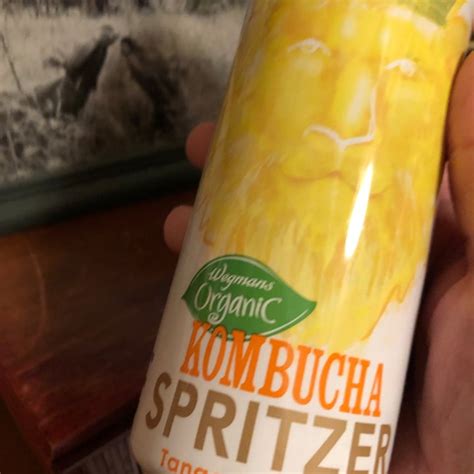 Wegmans
Organic
KOMBUCHA
SPRITZER